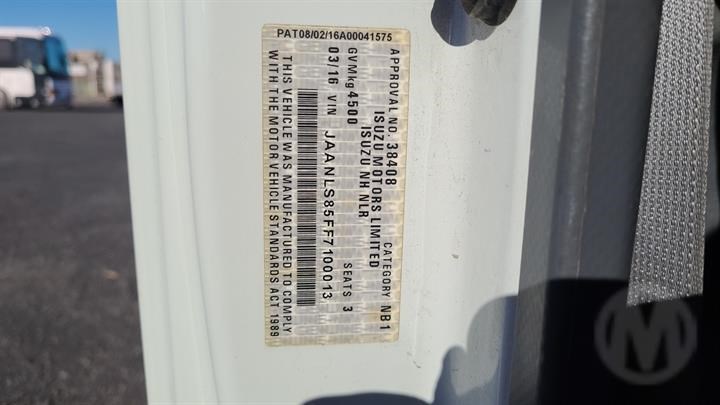 PAT08/02/16A00041575
APPROVAL NO. 38408 CATEGORY NB1
ISUZU MOTORS LIMITED
ISUZU NH NLR
GVMkg 4500 SEATS 3
03/16 VIN JAANLS85FF7100013
THIS VEHICLE WAS MANUFACTURED TO COMPLY
WITH THE MOTOR VEHICLE STANDARDS ACT 1989
M